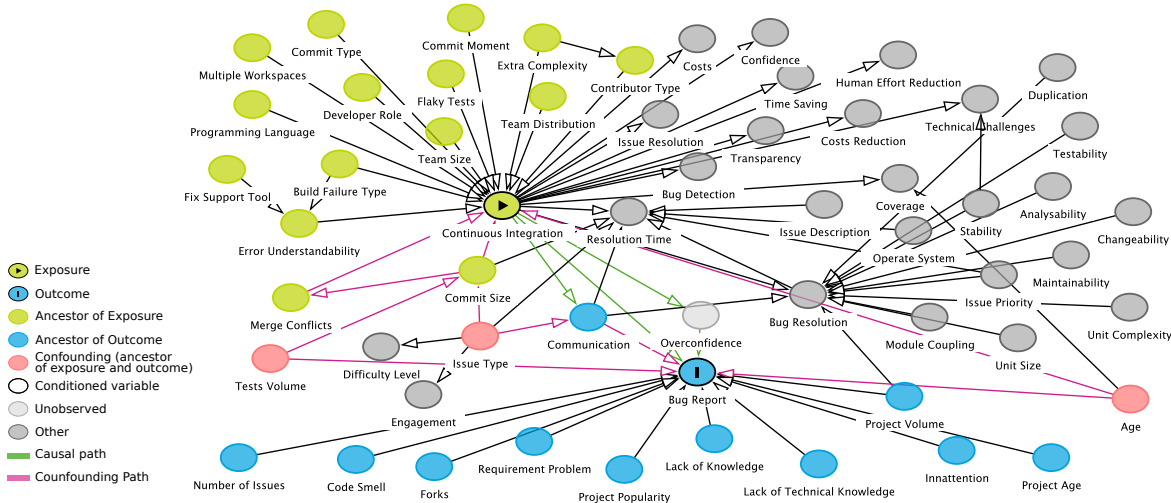 Commit Type
Commit Moment
Multiple Workspaces
Extra Complexity
Costs
Confidence
Human Effort Reduction
Flaky Tests
Contributor Type
Time Saving
Duplication
Developer Role
Programming Language
Team Distribution
Technical Challenges
Team Size
Issue Resolution
Costs Reduction
Transparency
Testability
Fix Support Tool
Build Failure Type
Bug Detection
Coverage
Analysability
Error Understandability
Continuous Integration
Resolution Time
Issue Description
Stability
Changeability
Operate System
Exposure
Outcome
Ancestor of Exposure
Ancestor of Outcome
Confounding (ancestor
of exposure and outcome)
Conditioned variable
Unobserved
Other
Causal path
Counfounding Path
Commit Size
Maintainability
Issue Priority
Merge Conflicts
Bug Resolution
Unit Complexity
Communication
Overconfidence
Module Coupling
Issue Type
Unit Size
Difficulty Level
Tests Volume
Bug Report
Engagement
Project Volume
Age
Requirement Problem
Lack of Knowledge
Innattention
Number of Issues
Code Smell
Forks
Project Popularity
Lack of Technical Knowledge
Project Age